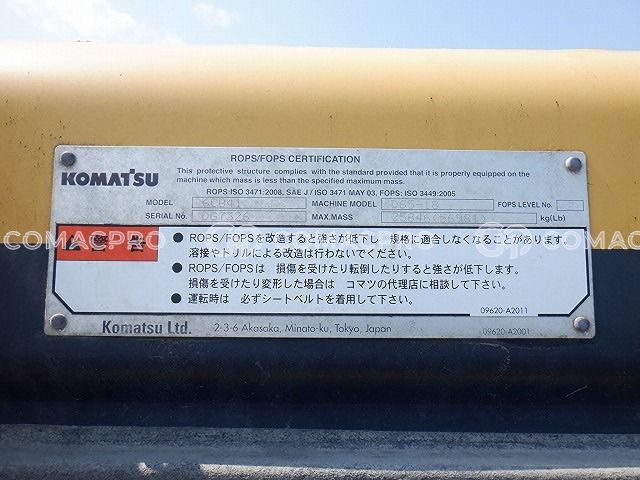 ROPS/FOPS CERTIFICATION
KOMATSU
This protective structure complies with the standard provided that it is properly equipped on the
machine which mass is less than the specified maximum mass.
ROPS:ISO 3471:2008, SAE J / ISO 3471 MAY 03. FOPS: ISO 3449:2005
MODEL MACHINE MODEL FOPS LEVEL No.
SERIAL No. MAX.MASS kg(Lb)
警告
● ROPS/FOPSを改造すると強さが低下し 規格に適合しなくなることがあります。
溶接やドリルによる改造は行わないでください。
● ROPS/FOPSは 損傷を受けたり転倒したりすると強さが低下します。
損傷を受けたり変形した場合は コマツの代理店に相談して下さい。
● 運転時は 必ずシートベルトを着用して下さい。
09620-A2011
Komatsu Ltd. 2-3-6 Akasaka, Minato-ku, Tokyo, Japan 09620-A2001
COMACPRO
COMACPRO